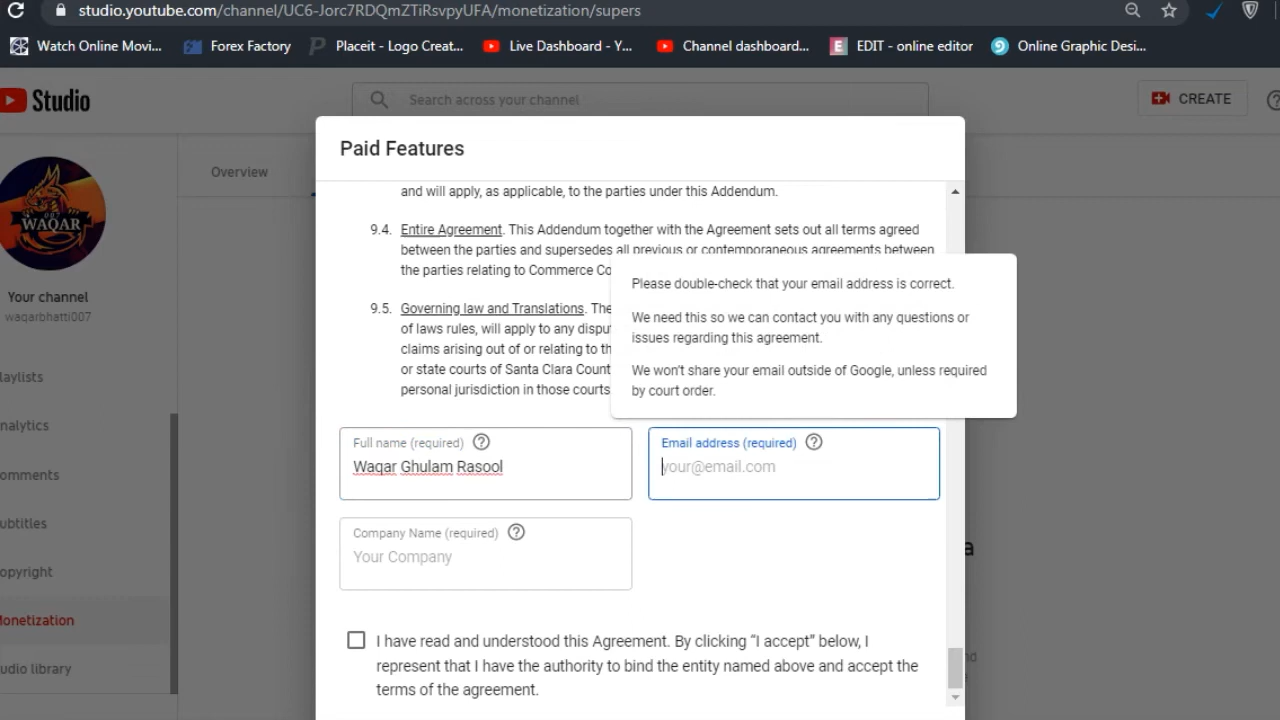 studio.youtube.com/channel/UC6-Jorc7RDQmZTiRsvpyUFA/monetization/supers
Watch Online Movi... Forex Factory Placeit - Logo Creat... Live Dashboard - Y... Channel dashboard... EDIT - online editor Online Graphic Desi...
Studio
Search across your channel
CREATE
Paid Features
Overview
and will apply, as applicable, to the parties under this Addendum.
9.4. Entire Agreement. This Addendum together with the Agreement sets out all terms agreed
between the parties and supersedes all previous or contemporaneous agreements between
the parties relating to Commerce Co
Please double-check that your email address is correct.
We need this so we can contact you with any questions or
issues regarding this agreement.
We won't share your email outside of Google, unless required
by court order.
9.5. Governing law and Translations. The
of laws rules, will apply to any disput
claims arising out of or relating to th
or state courts of Santa Clara Count
personal jurisdiction in those courts
007
WAQAR
Your channel
waqarbhatti007
laylists
nalytics
omments
ubtitles
opyright
onetization
udio library
Full name (required)
Waqar Ghulam Rasool
Email address (required)
your@email.com
Company Name (required)
Your Company
I have read and understood this Agreement. By clicking “I accept” below, I
represent that I have the authority to bind the entity named above and accept the
terms of the agreement.
a